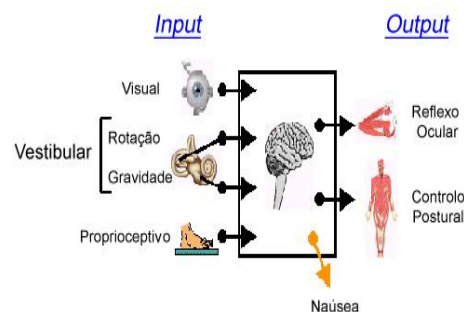 Input
Output
Visual
Vestibular
Rotação
Gravidade
Proprioceptivo
Reflexo
Ocular
Controlo
Postural
Naúsea